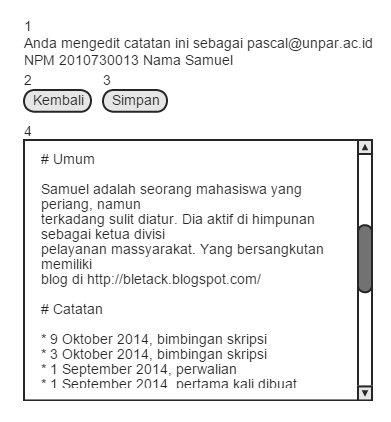 1
Anda mengedit catatan ini sebagai pascal@unpar.ac.id
NPM 2010730013 Nama Samuel
2 3
Kembali Simpan
4
# Umum
Samuel adalah seorang mahasiswa yang
periang, namun
terkadang sulit diatur. Dia aktif di himpunan
sebagai ketua divisi
pelayanan massyarakat. Yang bersangkutan
memiliki
blog di http://bletack.blogspot.com/
# Catatan
* 9 Oktober 2014, bimbingan skripsi
* 3 Oktober 2014, bimbingan skripsi
* 1 September 2014, perwalian
* 1 September 2014, pertama kali dibuat